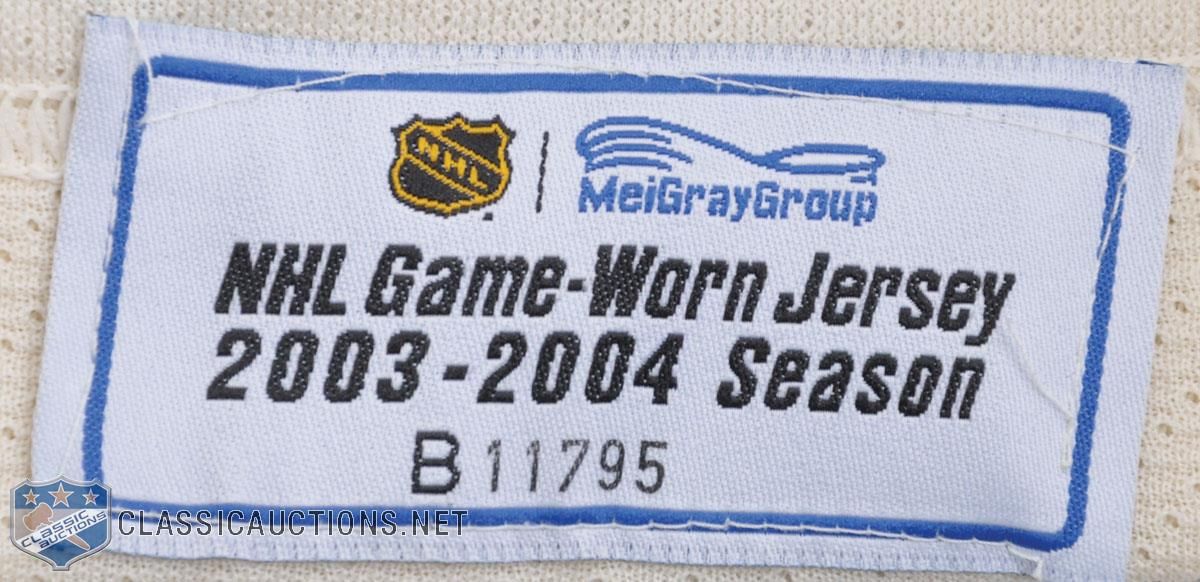 NHL
MeiGrayGroup
NHL Game-Worn Jersey
2003-2004 Season
B 11795
CLASSIC AUCTIONS
CLASSICAUCTIONS.NET